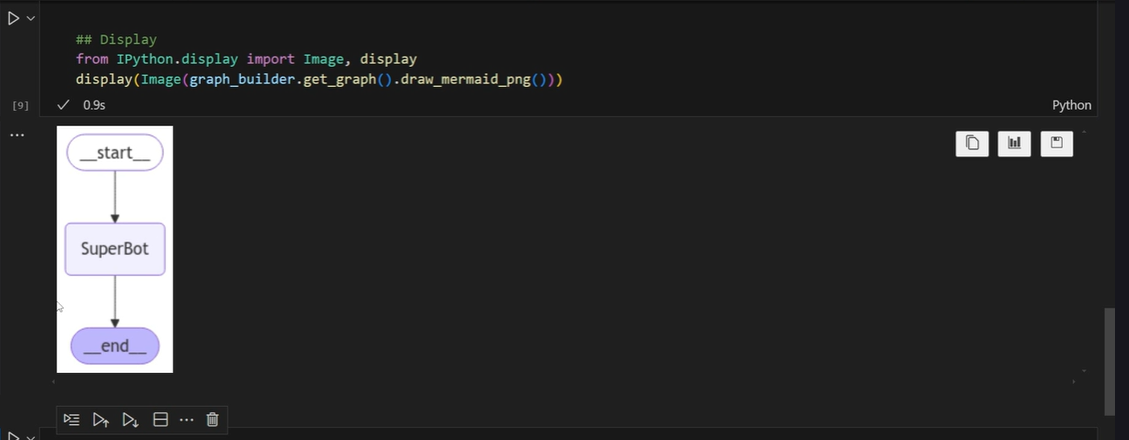 ## Display
from IPython.display import Image, display
display(Image(graph_builder.get_graph().draw_mermaid_png()))
[9]
0.9s
Python
__start__
SuperBot
__end__